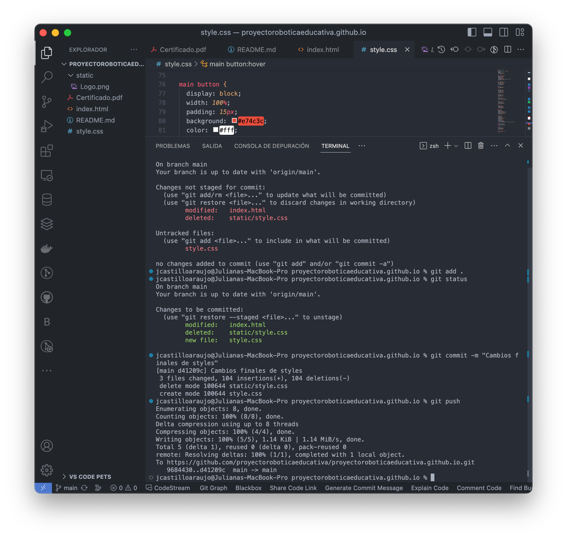 style.css — proyectoroboticaeducativa.github.io
EXPLORADOR
Certificado.pdf
README.md
index.html
style.css
PROYECTOROBOTICAEDUCAD...
static
Logo.png
Certificado.pdf
index.html
README.md
style.css
VS CODE PETS
style.css > main button:hover
75
76 main button {
77 display: block;
78 width: 100%;
79 padding: 15px;
80 background: #e74c3c;
81 color: #fff;
PROBLEMAS SALIDA CONSOLA DE DEPURACIÓN TERMINAL ... zsh
On branch main
Your branch is up to date with 'origin/main'.
Changes not staged for commit:
(use "git add/rm <file>..." to update what will be committed)
(use "git restore <file>..." to discard changes in working directory)
modified: index.html
deleted: static/style.css
Untracked files:
(use "git add <file>..." to include in what will be committed)
style.css
no changes added to commit (use "git add" and/or "git commit -a")
jcastilloaraujo@Julianas-MacBook-Pro proyectoroboticaeducativa.github.io % git add .
jcastilloaraujo@Julianas-MacBook-Pro proyectoroboticaeducativa.github.io % git status
On branch main
Your branch is up to date with 'origin/main'.
Changes to be committed:
(use "git restore --staged <file>..." to unstage)
modified: index.html
deleted: static/style.css
new file: style.css
jcastilloaraujo@Julianas-MacBook-Pro proyectoroboticaeducativa.github.io % git commit -m "Cambios f
inales de styles"
[main d41209c] Cambios finales de styles
3 files changed, 104 insertions(+), 104 deletions(-)
delete mode 100644 static/style.css
create mode 100644 style.css
jcastilloaraujo@Julianas-MacBook-Pro proyectoroboticaeducativa.github.io % git push
Enumerating objects: 8, done.
Counting objects: 100% (8/8), done.
Delta compression using up to 8 threads
Compressing objects: 100% (4/4), done.
Writing objects: 100% (5/5), 1.14 KiB | 1.14 MiB/s, done.
Total 5 (delta 1), reused 0 (delta 0), pack-reused 0
remote: Resolving deltas: 100% (1/1), completed with 1 local object.
To https://github.com/proyectoroboticaeducativa/proyectoroboticaeducativa.github.io.git
9684430..d41209c main -> main
jcastilloaraujo@Julianas-MacBook-Pro proyectoroboticaeducativa.github.io %
main 0 0 CodeStream Git Graph Blackbox Share Code Link Generate Commit Message Explain Code Comment Code Find Bu